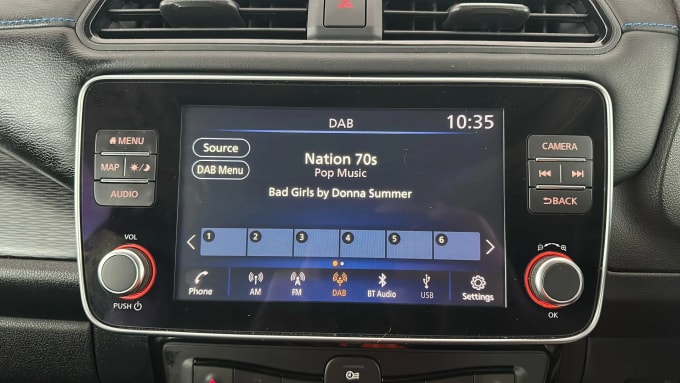 DAB
10:35
Source
DAB Menu
Nation 70s
Pop Music
Bad Girls by Donna Summer
1 2 3 4 5 6
Phone
AM
FM
DAB
BT Audio
USB
Settings
MENU
MAP
AUDIO
VOL
PUSH
CAMERA
BACK
OK